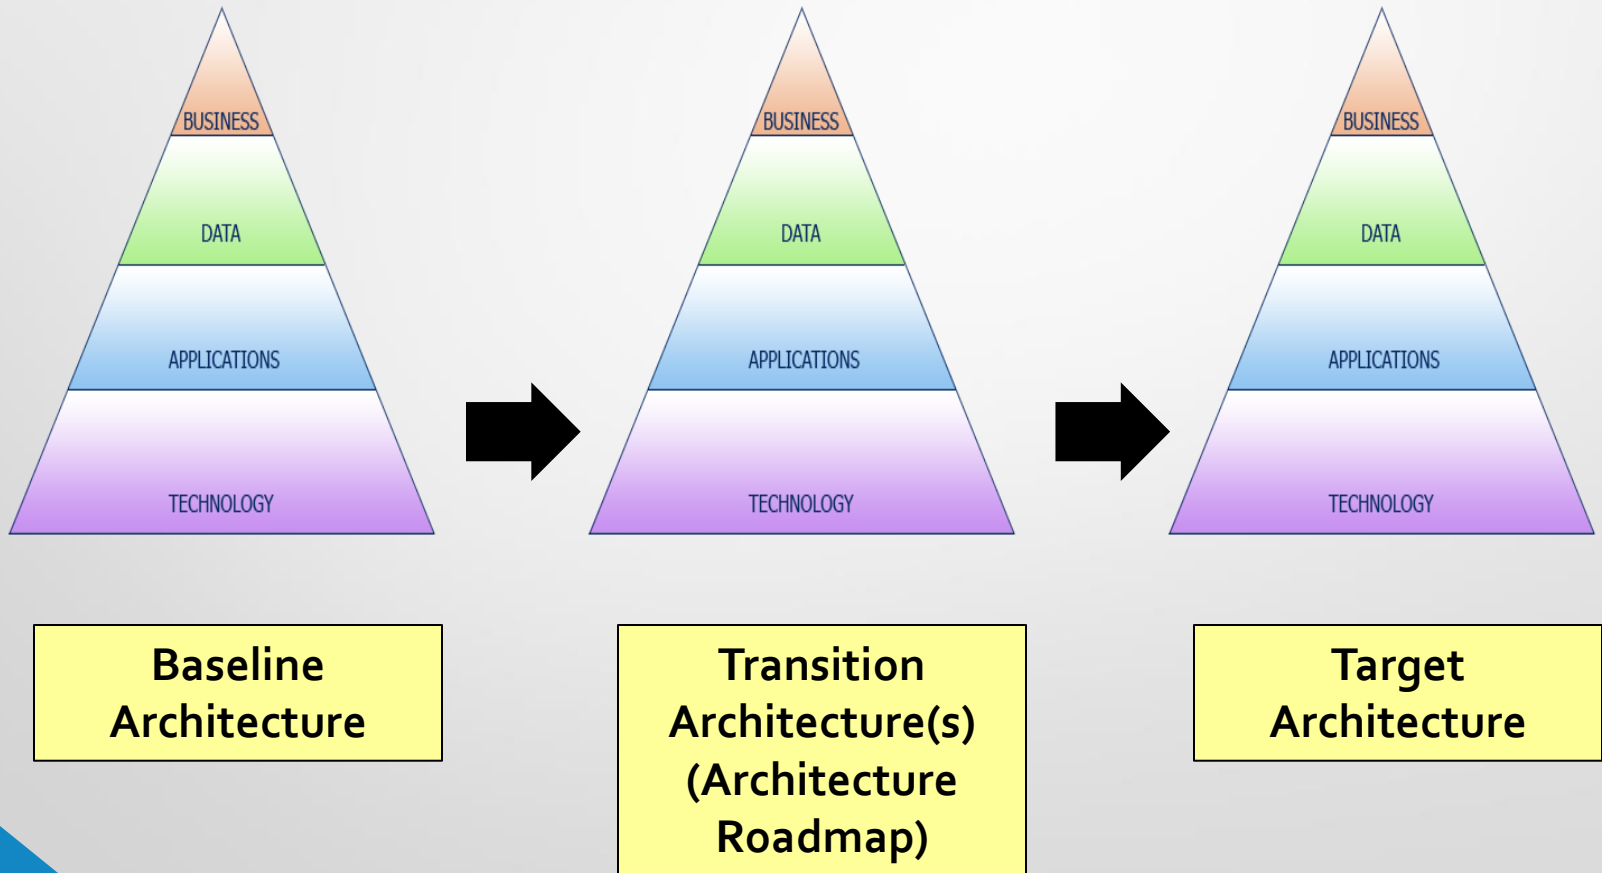 BUSINESS
DATA
APPLICATIONS
TECHNOLOGY
BUSINESS
DATA
APPLICATIONS
TECHNOLOGY
BUSINESS
DATA
APPLICATIONS
TECHNOLOGY
Baseline
Architecture
Transition
Architecture(s)
(Architecture
Roadmap)
Target
Architecture